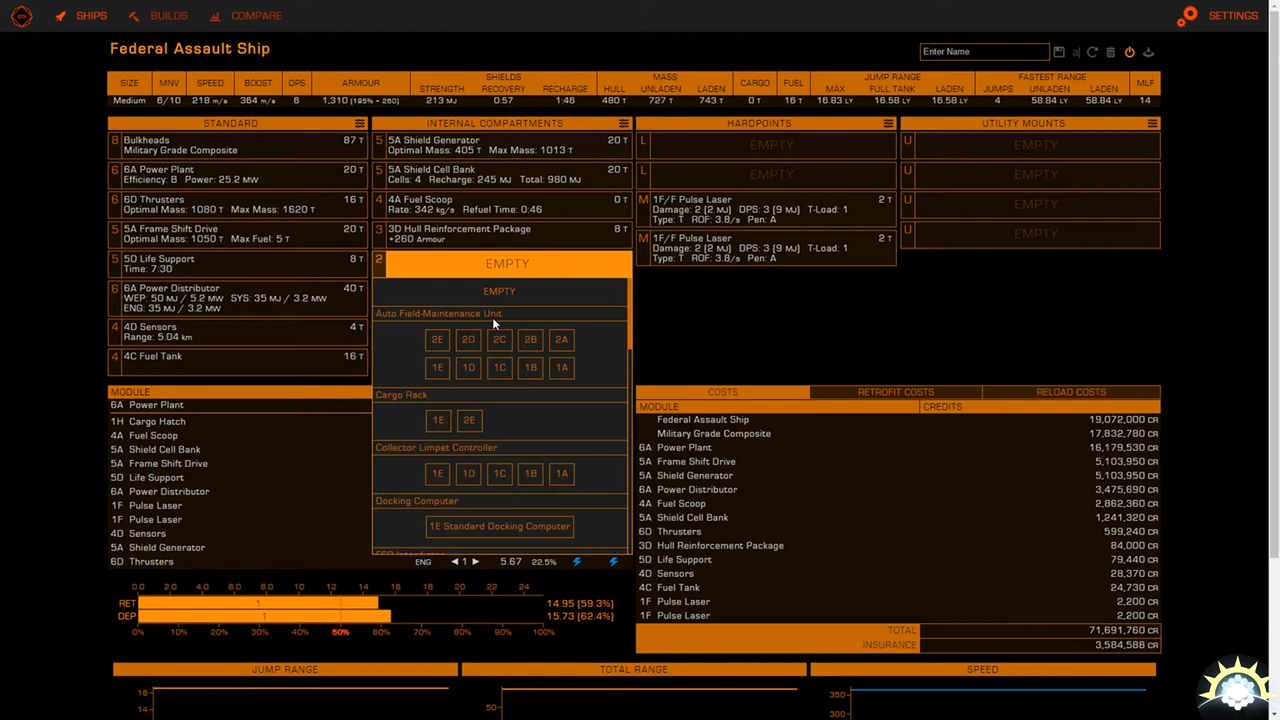 SHIPS BUILDS COMPARE SETTINGS
Federal Assault Ship
Enter Name
SHIELDS MASS JUMP RANGE FASTEST RANGE
SIZE MNV SPEED BOOST DPS ARMOUR STRENGTH RECOVERY RECHARGE HULL UNLADEN LADEN CARGO FUEL MAX FULL TANK LADEN JUMPS UNLADEN LADEN MLF
Medium 6/10 218 m/s 364 m/s 6 1,310 (195% + 260) 213 MJ 0:57 1:46 480 T 727 T 743 T 0 T 16 T 16.83 LY 16.58 LY 16.58 LY 4 58.84 LY 58.84 LY 14
STANDARD
8 Bulkheads 87 T
Military Grade Composite
6 6A Power Plant 20 T
Efficiency: 8 Power: 25.2 MW
6 6D Thrusters 16 T
Optimal Mass: 1080 T Max Mass: 1620 T
5 5A Frame Shift Drive 20 T
Optimal Mass: 1050 T Max Fuel: 5 T
5 5D Life Support 8 T
Time: 7:30
6 6A Power Distributor 40 T
WEP: 50 MJ / 5.2 MW SYS: 35 MJ / 3.2 MW
ENG: 35 MJ / 3.2 MW
4 4D Sensors 4 T
Range: 5.04 km
4 4C Fuel Tank 16 T
INTERNAL COMPARTMENTS
5 5A Shield Generator 20 T
Optimal Mass: 405 T Max Mass: 1013 T
5 5A Shield Cell Bank 20 T
Cells: 4 Recharge: 245 MJ Total: 980 MJ
4 4A Fuel Scoop 0 T
Rate: 342 kg/s Refuel Time: 0:46
3 3D Hull Reinforcement Package 8 T
+260 Armour
2 EMPTY
EMPTY
Auto Field-Maintenance Unit
2E 2D 2C 2B 2A
1E 1D 1C 1B 1A
Cargo Rack
1E 2E
Collector Limpet Controller
1E 1D 1C 1B 1A
Docking Computer
1E Standard Docking Computer
HARDPOINTS
L EMPTY
L EMPTY
M 1F/F Pulse Laser 2 T
Damage: 2 [2 MJ] DPS: 3 [9 MJ] T-Load: 1
Type: T ROF: 3.8/s Pen: A
M 1F/F Pulse Laser 2 T
Damage: 2 [2 MJ] DPS: 3 [9 MJ] T-Load: 1
Type: T ROF: 3.8/s Pen: A
UTILITY MOUNTS
U EMPTY
U EMPTY
U EMPTY
U EMPTY
MODULE
6A Power Plant
1H Cargo Hatch
4A Fuel Scoop
5A Shield Cell Bank
5A Frame Shift Drive
5D Life Support
6A Power Distributor
1F Pulse Laser
1F Pulse Laser
4D Sensors
5A Shield Generator
6D Thrusters ENG 1 5.67 22.5%
0.0 2.0 4.0 6.0 8.0 10 12 14 16 18 20 22 24
RET 1 14.95 (59.3%)
DEP 1 15.73 (62.4%)
0% 10% 20% 30% 40% 50% 60% 70% 80% 90% 100%
COSTS RETROFIT COSTS RELOAD COSTS
MODULE CREDITS
Federal Assault Ship 19,072,000 CR
Military Grade Composite 17,832,780 CR
6A Power Plant 16,179,530 CR
5A Frame Shift Drive 5,103,950 CR
5A Shield Generator 5,103,950 CR
6A Power Distributor 3,475,690 CR
4A Fuel Scoop 2,862,360 CR
5A Shield Cell Bank 1,241,320 CR
6D Thrusters 599,240 CR
3D Hull Reinforcement Package 84,000 CR
5D Life Support 79,440 CR
4D Sensors 28,370 CR
4C Fuel Tank 24,730 CR
1F Pulse Laser 2,200 CR
1F Pulse Laser 2,200 CR
TOTAL 71,691,760 CR
INSURANCE 3,584,588 CR
JUMP RANGE TOTAL RANGE SPEED
16 50 350
14 300